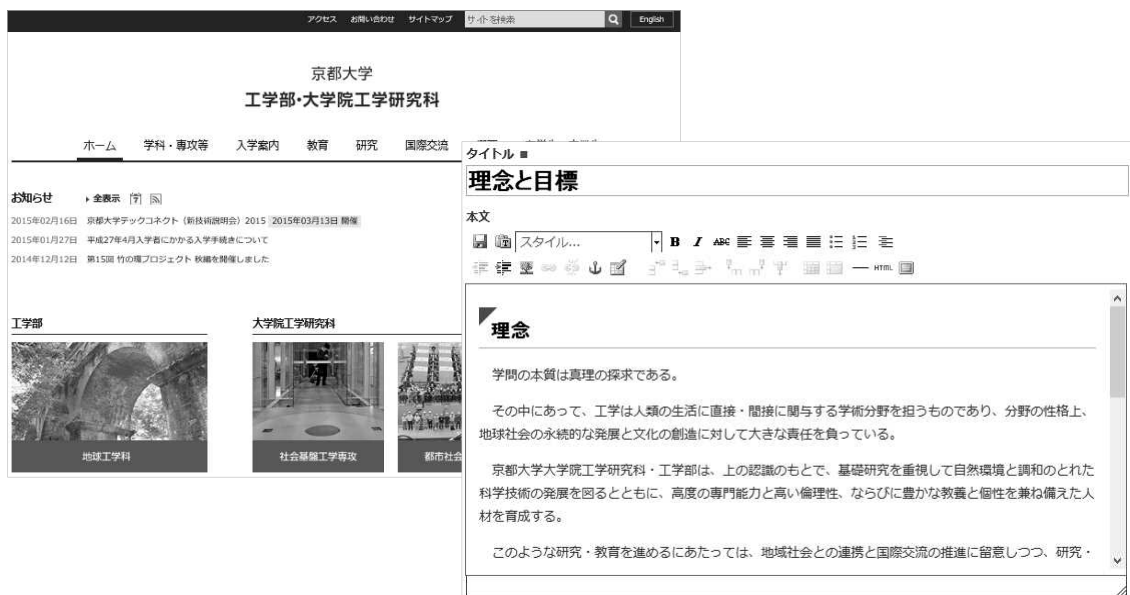 アクセス お問い合わせ サイトマップ サイトを検索 English
京都大学
工学部・大学院工学研究科
ホーム 学科・専攻等 入学案内 教育 研究 国際交流
お知らせ 全表示
2015年02月16日 京都大学テックコネクト（新技術説明会）2015 2015年03月13日 開催
2015年01月27日 平成27年4月入学者にかかる入学手続きについて
2014年12月12日 第15回 竹の環プロジェクト 秋編を開催しました
工学部 大学院工学研究科
地球工学科 社会基盤工学専攻 都市社会
タイトル
理念と目標
本文
スタイル... B I ABC
HTML
理念
学問の本質は真理の探求である。
その中にあって、工学は人類の生活に直接・間接に関与する学術分野を担うものであり、分野の性格上、
地球社会の永続的な発展と文化の創造に対して大きな責任を負っている。
京都大学大学院工学研究科・工学部は、上の認識のもとで、基礎研究を重視して自然環境と調和のとれた
科学技術の発展を図るとともに、高度の専門能力と高い倫理性、ならびに豊かな教養と個性を兼ね備えた人
材を育成する。
このような研究・教育を進めるにあたっては、地域社会との連携と国際交流の推進に留意しつつ、研究・